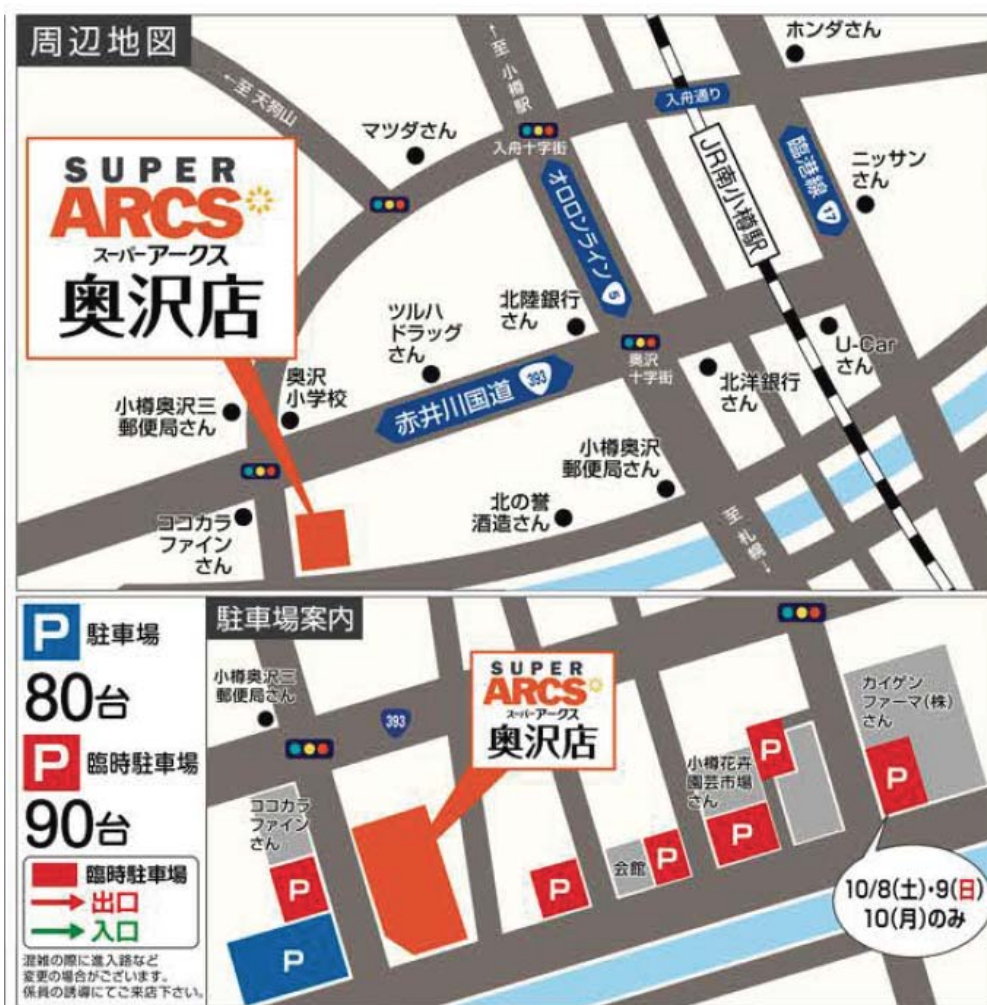 周辺地図
←至 天狗山
←至 小樽駅
ホンダさん
入舟通り
マツダさん
入舟十字街
SUPER
ARCS
スーパーアークス
奥沢店
オロロンライン
5
JR南小樽駅
臨港線
17
ニッサン
さん
ツルハ
ドラッグ
さん
北陸銀行
さん
奥沢
十字街
U-Car
さん
北洋銀行
さん
奥沢
小学校
小樽奥沢三
郵便局さん
赤井川国道
393
小樽奥沢
郵便局さん
北の誉
酒造さん
至 札幌→
ココカラ
ファイン
さん
P 駐車場
80台
P 臨時駐車場
90台
臨時駐車場
出口
入口
混雑の際に進入路など
変更の場合がございます。
係員の誘導にてご来店下さい。
駐車場案内
小樽奥沢三
郵便局さん
393
SUPER
ARCS
スーパーアークス
奥沢店
カイゲン
ファーマ(株)
さん
P
小樽花卉
園芸市場
さん
P
P
ココカラ
ファイン
さん
P
P
会館
P
P
P
10/8(土)・9(日)
10(月)のみ